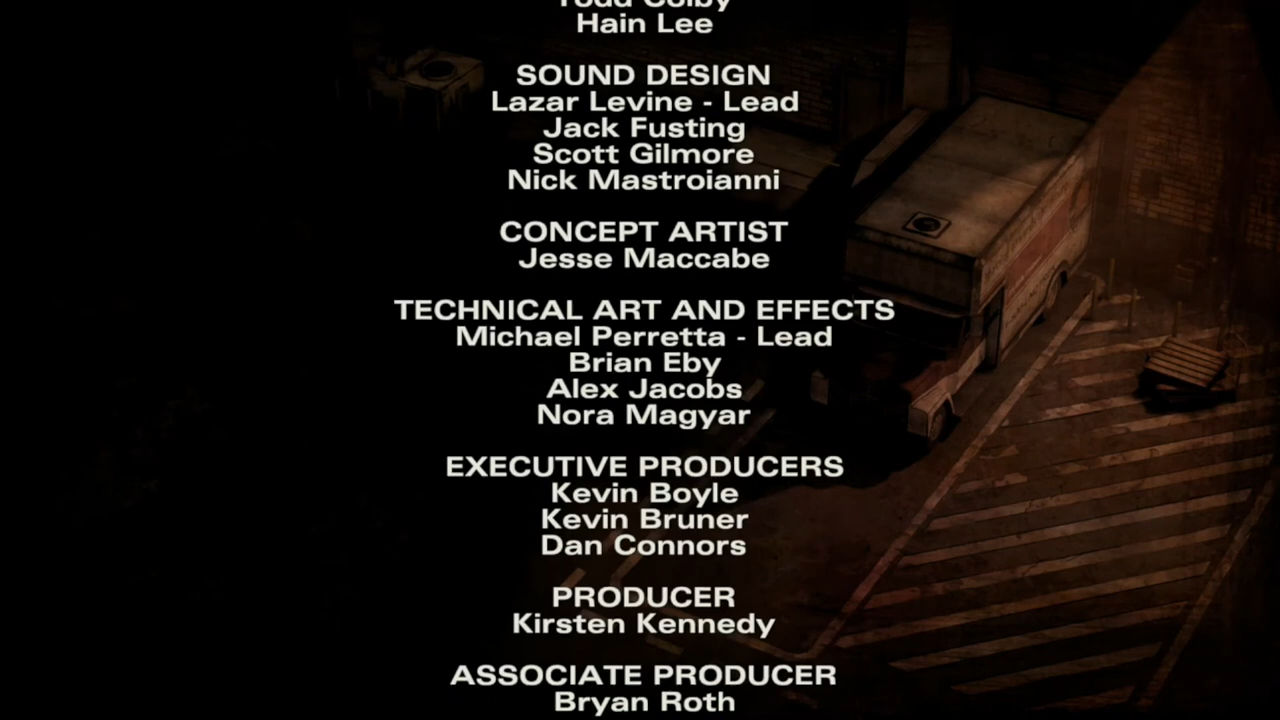 Todd Colby
Hain Lee
SOUND DESIGN
Lazar Levine - Lead
Jack Fusting
Scott Gilmore
Nick Mastroianni
CONCEPT ARTIST
Jesse Maccabe
TECHNICAL ART AND EFFECTS
Michael Perretta - Lead
Brian Eby
Alex Jacobs
Nora Magyar
EXECUTIVE PRODUCERS
Kevin Boyle
Kevin Bruner
Dan Connors
PRODUCER
Kirsten Kennedy
ASSOCIATE PRODUCER
Bryan Roth